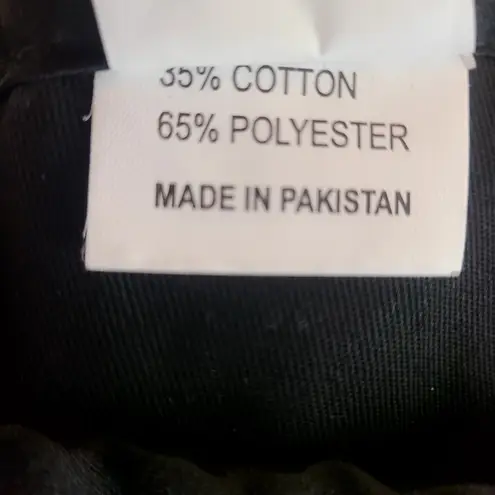 35% COTTON
65% POLYESTER
MADE IN PAKISTAN